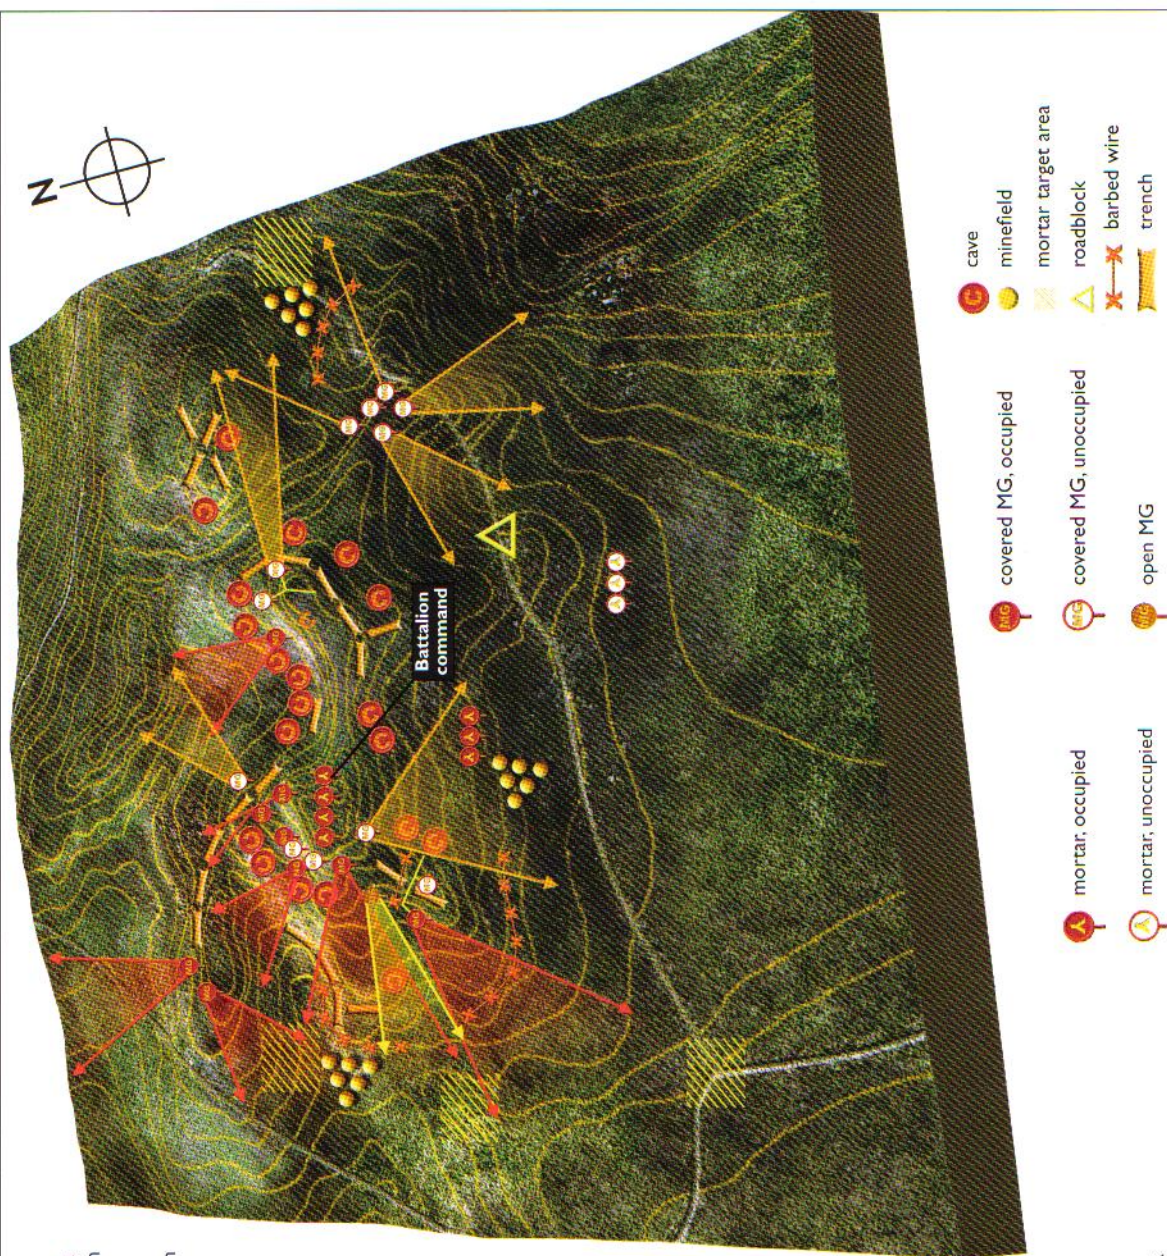 N
Battalion
command
mortar, occupied
mortar, unoccupied
covered MG, occupied
covered MG, unoccupied
open MG
cave
minefield
mortar target area
roadblock
barbed wire
trench